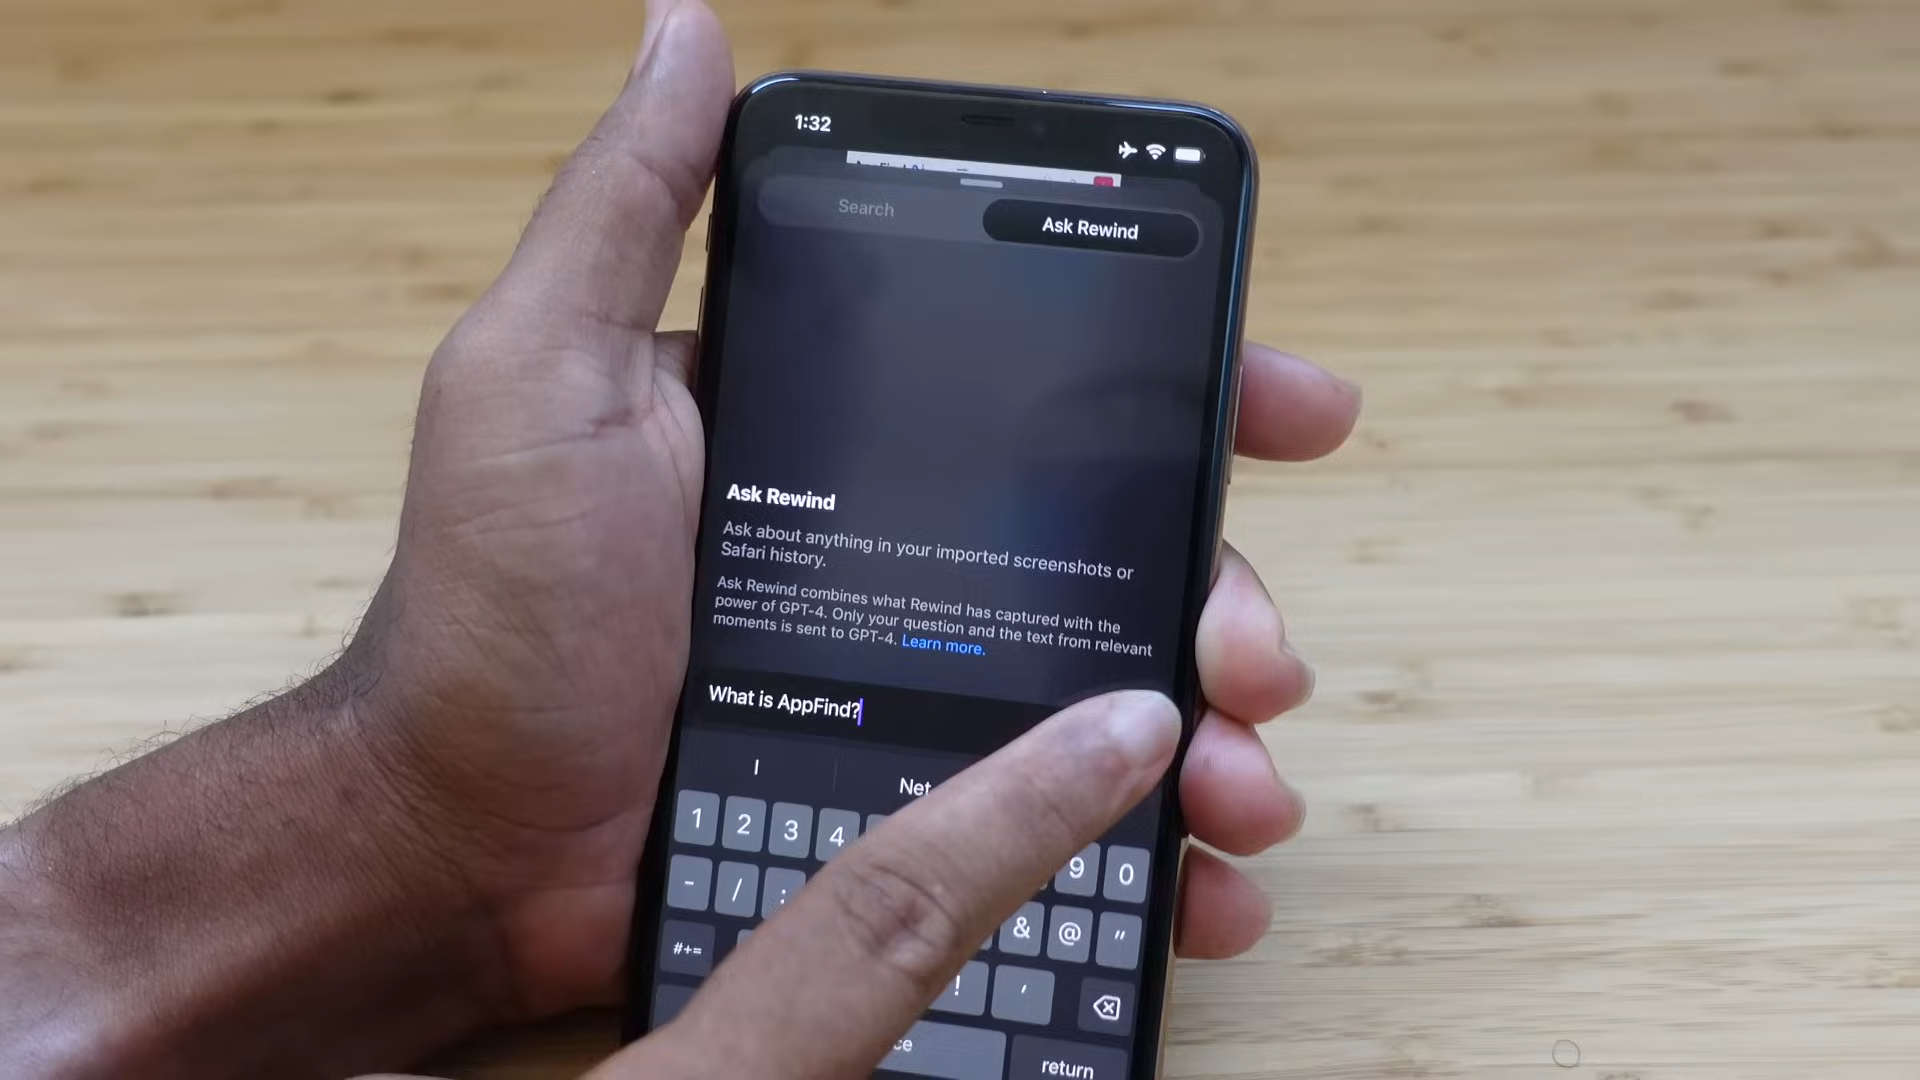 1:32
Search
Ask Rewind
Ask Rewind
Ask about anything in your imported screenshots or
Safari history.
Ask Rewind combines what Rewind has captured with the
power of GPT-4. Only your question and the text from relevant
moments is sent to GPT-4. Learn more.
What is AppFind?
I
Net
1 2 3 4 9 0
- / : & @ "
#+= ! '
return